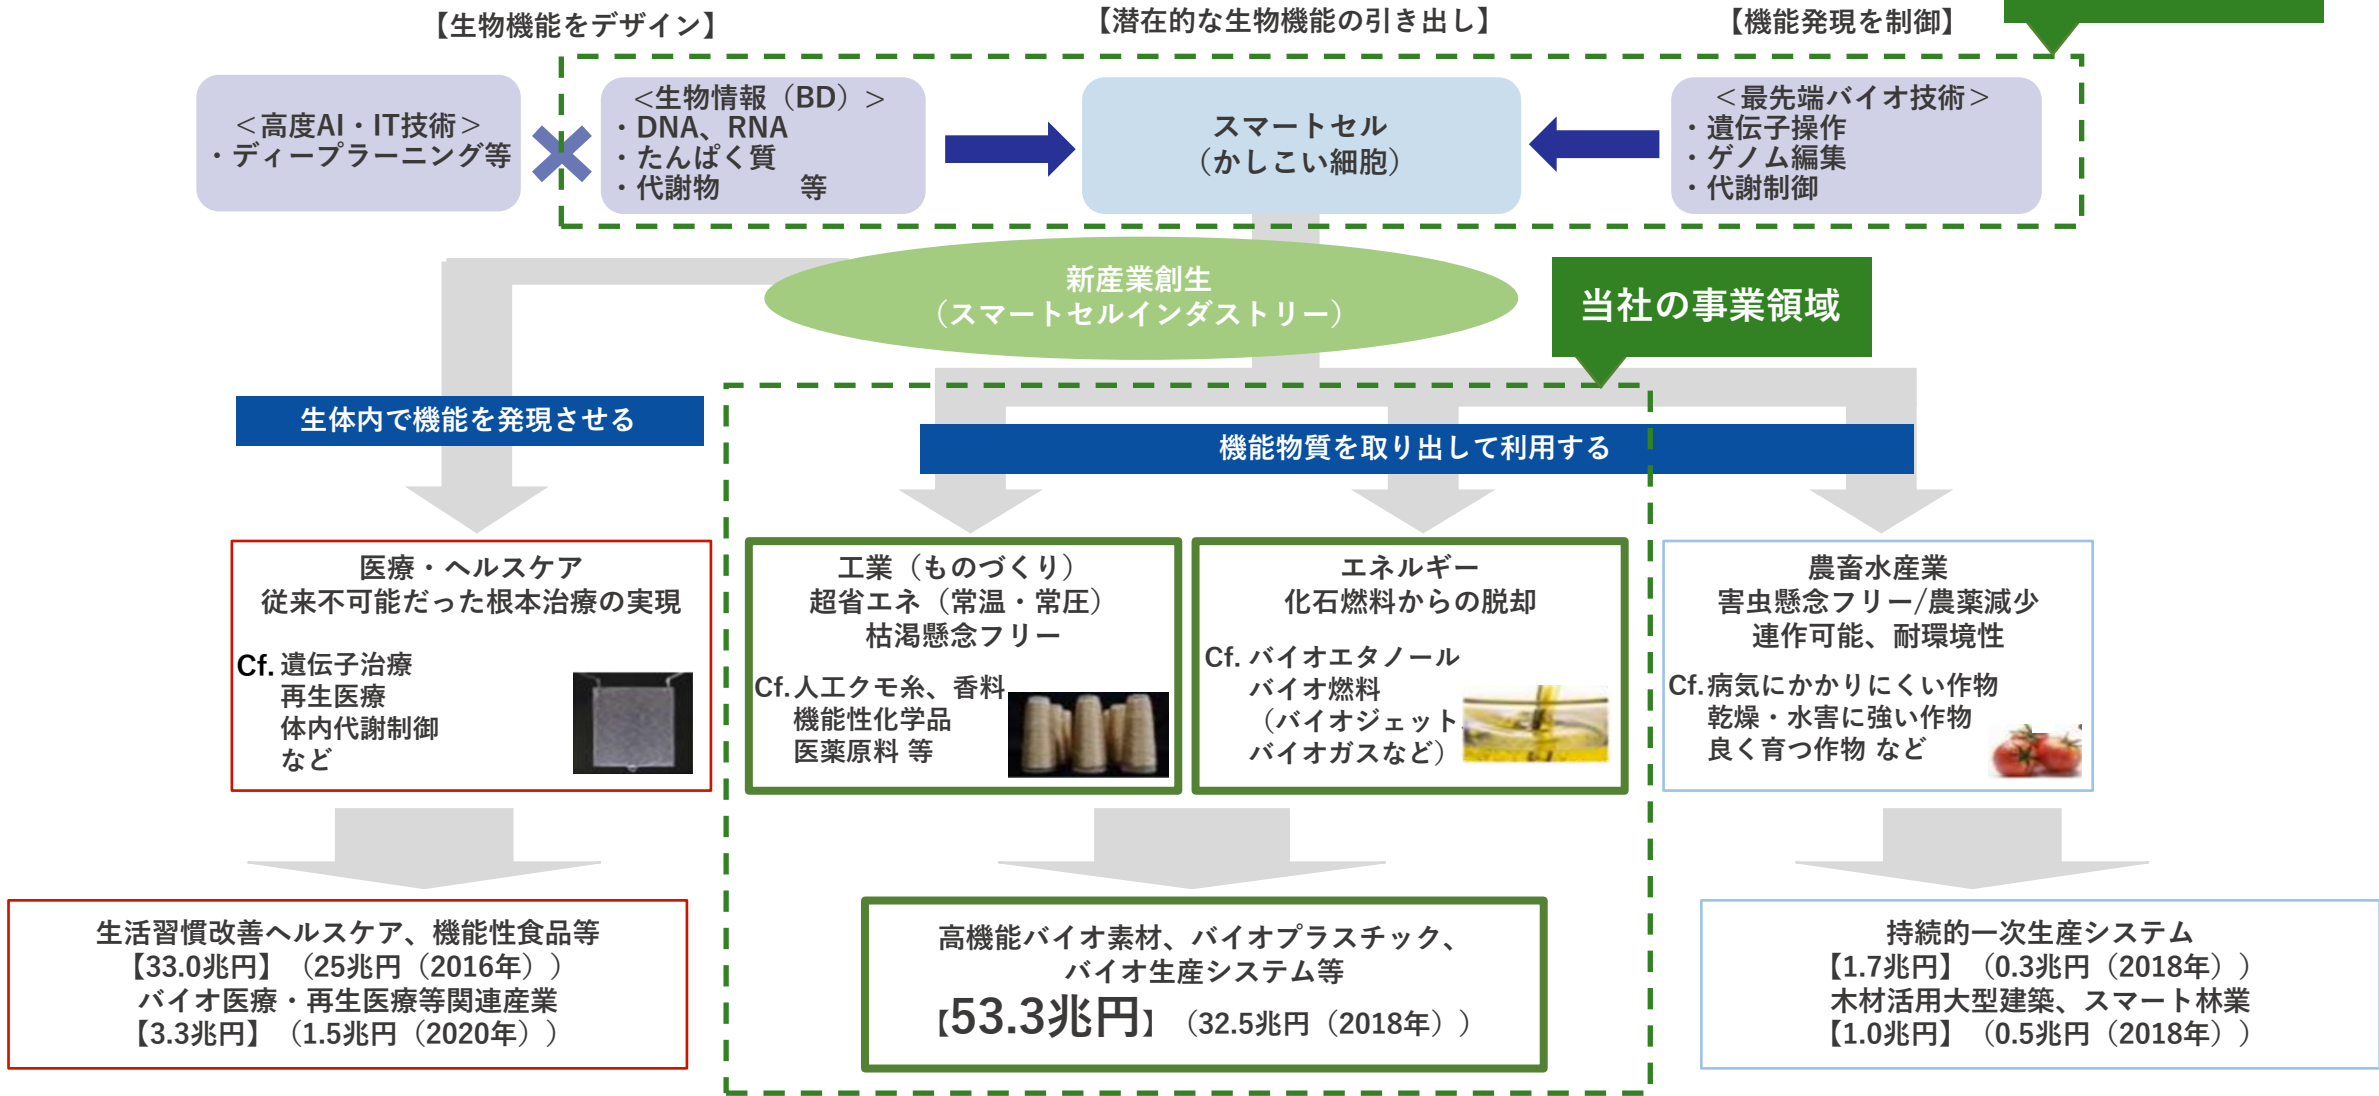 【生物機能をデザイン】
【潜在的な生物機能の引き出し】
【機能発現を制御】
＜高度AI・IT技術＞
・ディープラーニング等
＜生物情報（BD）＞
・DNA、RNA
・たんぱく質
・代謝物　　　等
スマートセル
（かしこい細胞）
＜最先端バイオ技術＞
・遺伝子操作
・ゲノム編集
・代謝制御
新産業創生
（スマートセルインダストリー）
当社の事業領域
生体内で機能を発現させる
機能物質を取り出して利用する
医療・ヘルスケア
従来不可能だった根本治療の実現
Cf. 遺伝子治療
再生医療
体内代謝制御
など
工業（ものづくり）
超省エネ（常温・常圧）
枯渇懸念フリー
Cf. 人工クモ糸、香料
機能性化学品
医薬原料 等
エネルギー
化石燃料からの脱却
Cf. バイオエタノール
バイオ燃料
（バイオジェット
バイオガスなど）
農畜水産業
害虫懸念フリー/農薬減少
連作可能、耐環境性
Cf. 病気にかかりにくい作物
乾燥・水害に強い作物
良く育つ作物 など
生活習慣改善ヘルスケア、機能性食品等
【33.0兆円】（25兆円（2016年））
バイオ医療・再生医療等関連産業
【3.3兆円】（1.5兆円（2020年））
高機能バイオ素材、バイオプラスチック、
バイオ生産システム等
【53.3兆円】（32.5兆円（2018年））
持続的一次生産システム
【1.7兆円】（0.3兆円（2018年））
木材活用大型建築、スマート林業
【1.0兆円】（0.5兆円（2018年））